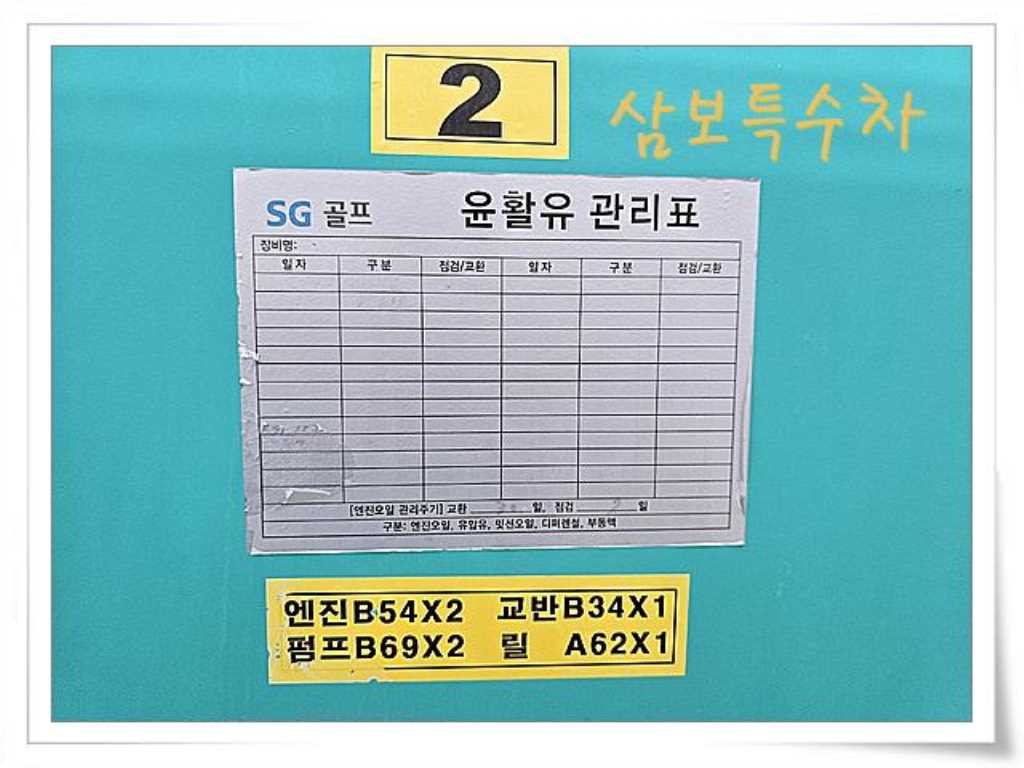 2
삼보특수차
SG 골프 윤활유 관리표
장비명:
일자 구분 점검/교환 일자 구분 점검/교환
[엔진오일 관리주기] 교환 일, 점검 일
구분: 엔진오일, 유압유, 밋션오일, 디퍼렌셜, 부동액
엔진B54X2 교반B34X1
펌프B69X2 릴 A62X1